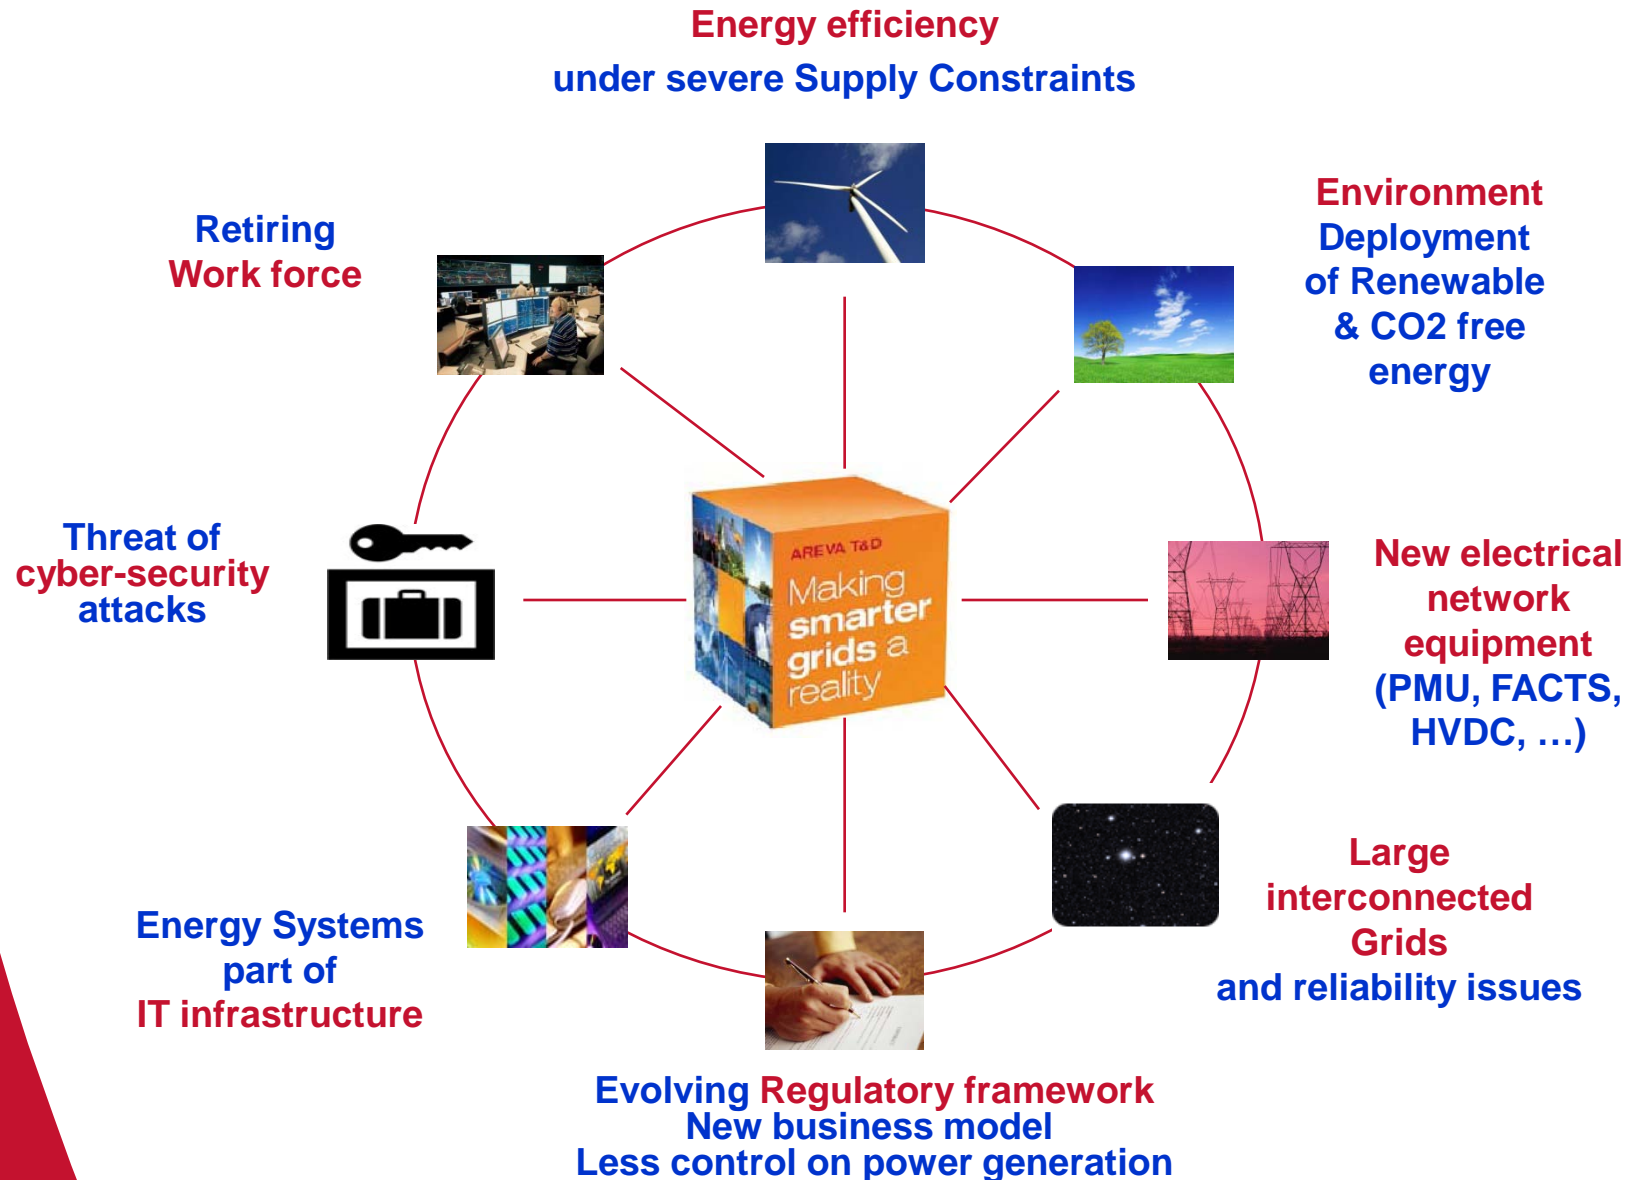 Energy efficiency
under severe Supply Constraints
Retiring
Work force
Environment
Deployment
of Renewable
& CO2 free
energy
Threat of
cyber-security
attacks
AREVA T&D
Making
smarter
grids a
reality
New electrical
network
equipment
(PMU, FACTS,
HVDC, …)
Energy Systems
part of
IT infrastructure
Large
interconnected
Grids
and reliability issues
Evolving Regulatory framework
New business model
Less control on power generation